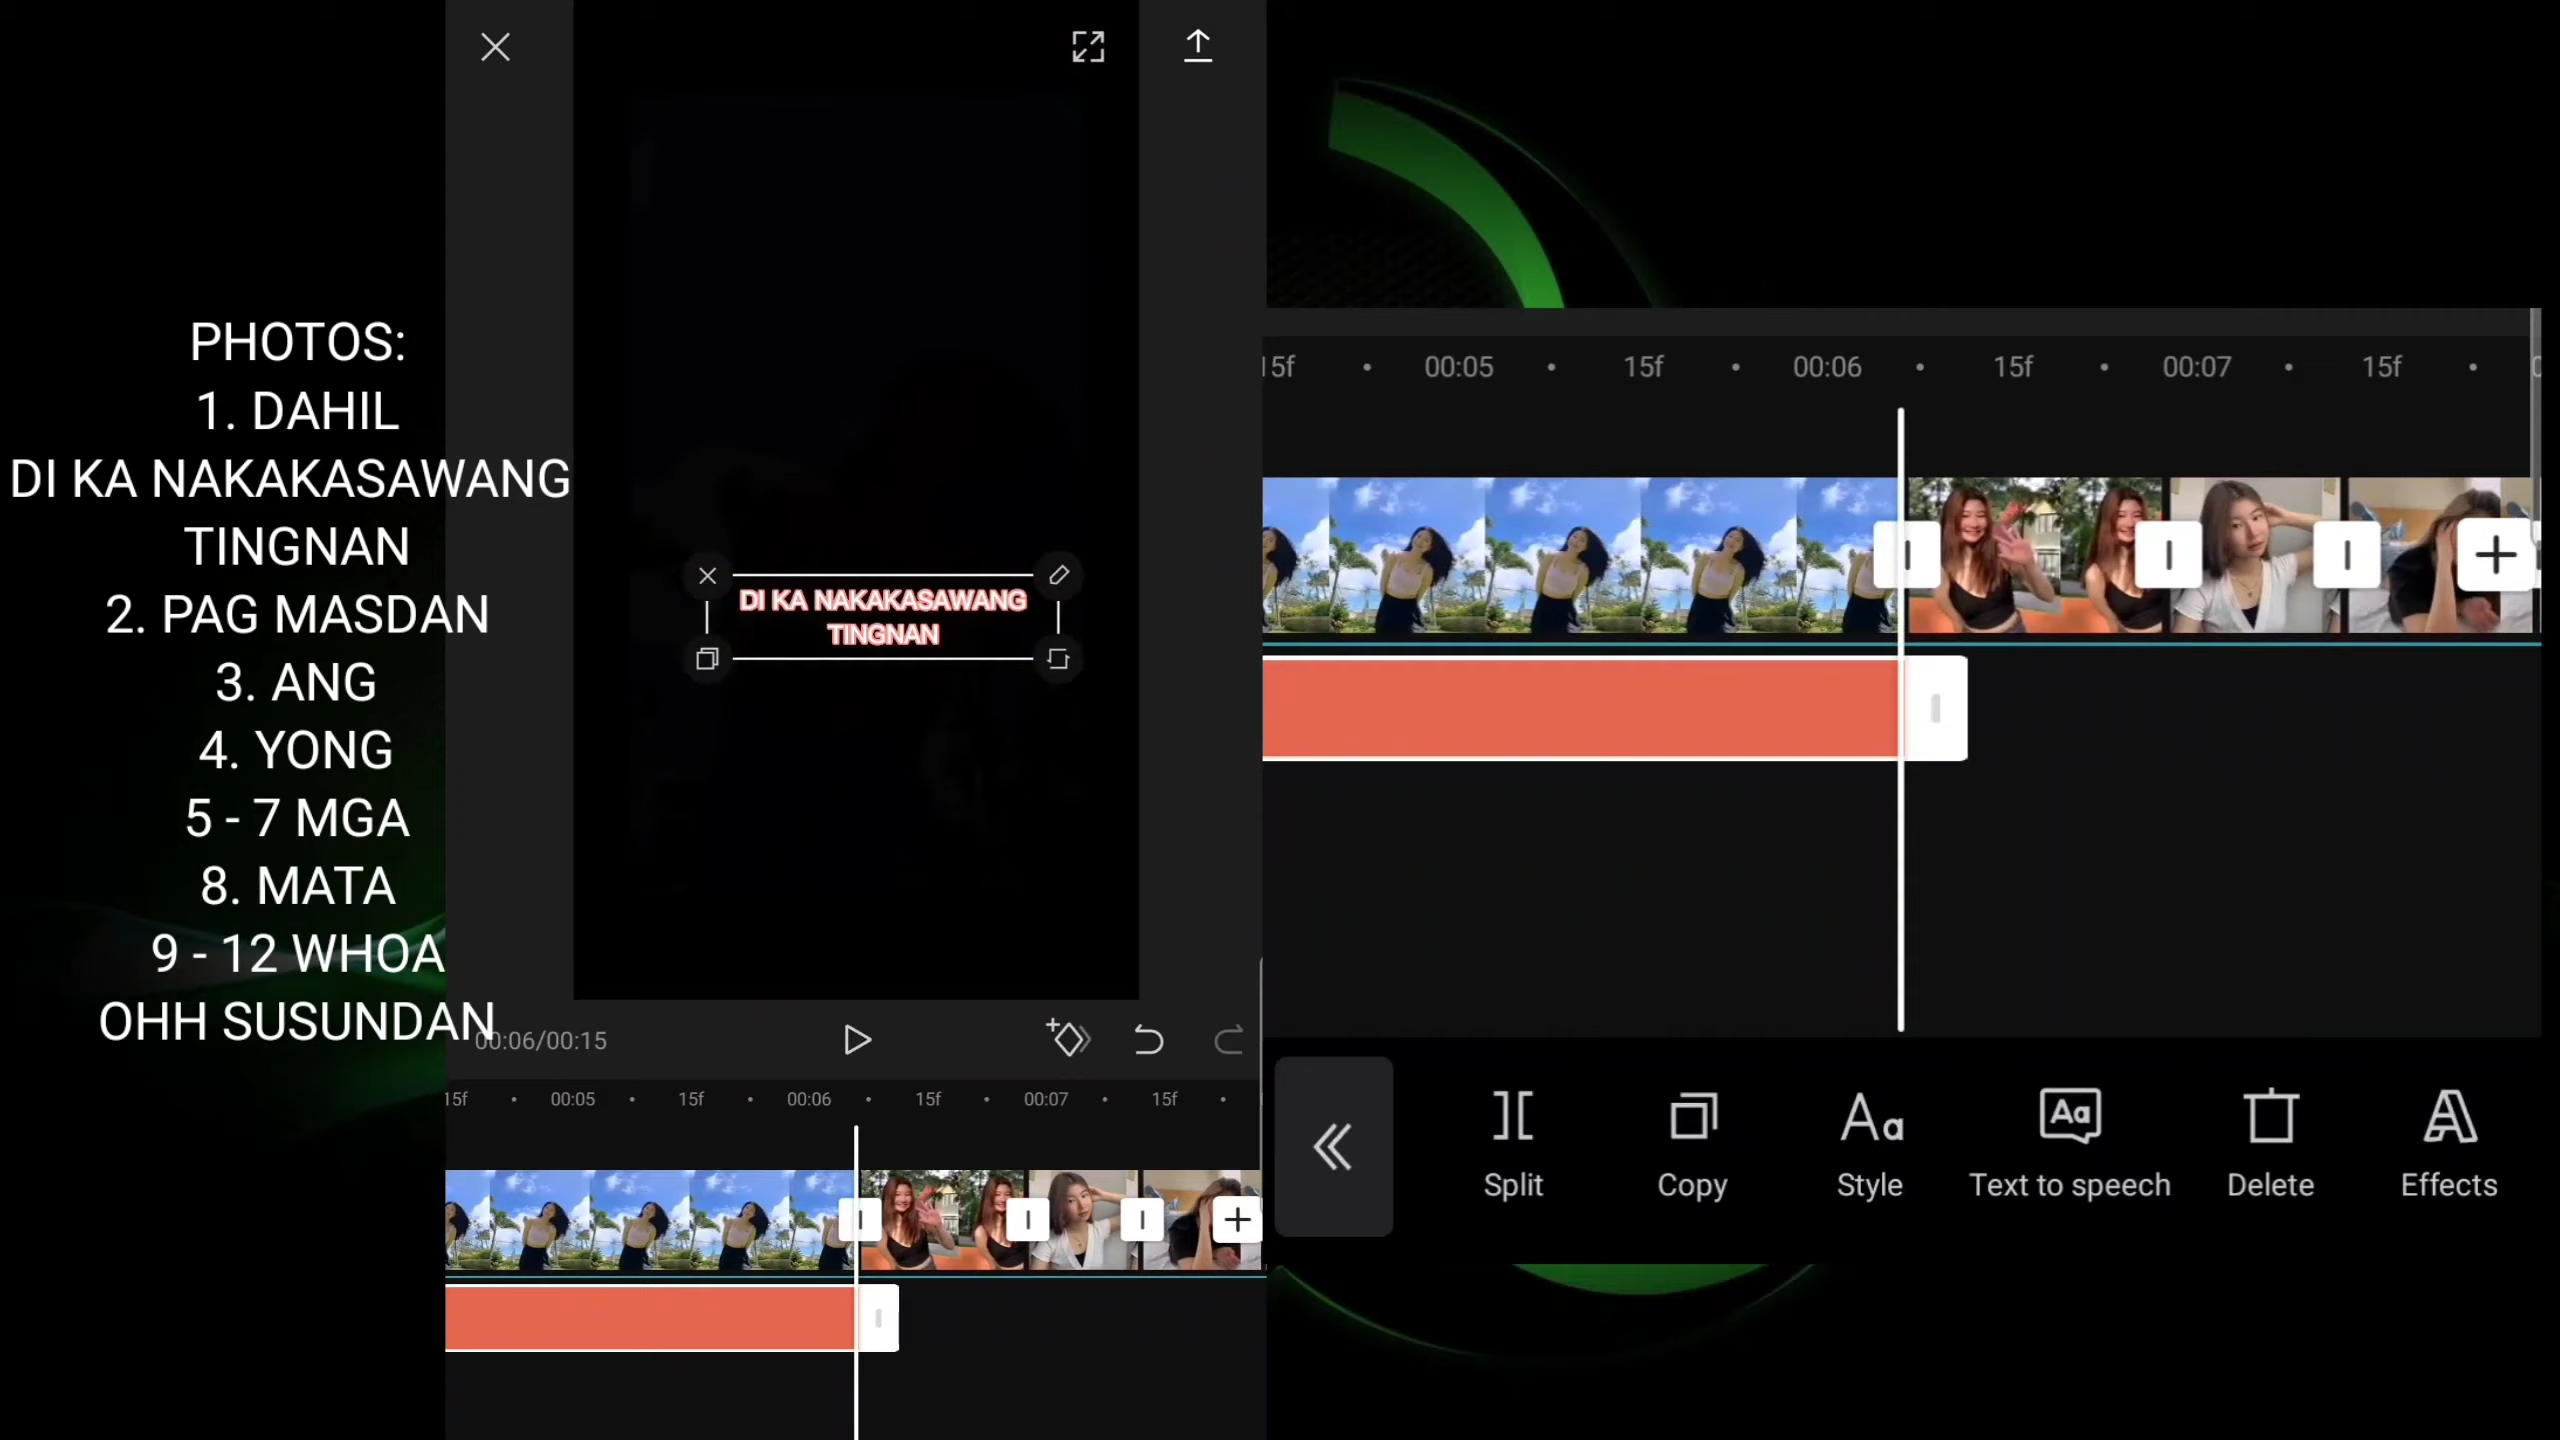 PHOTOS:
1. DAHIL
DI KA NAKAKASAWANG
TINGNAN
2. PAG MASDAN
3. ANG
4. YONG
5 - 7 MGA
8. MATA
9 - 12 WHOA
OHH SUSUNDAN
DI KA NAKAKASAWANG
TINGNAN
00:06/00:15
15f 00:05 15f 00:06 15f 00:07 15f
15f 00:05 15f 00:06 15f 00:07 15f
Split Copy Style Text to speech Delete Effects